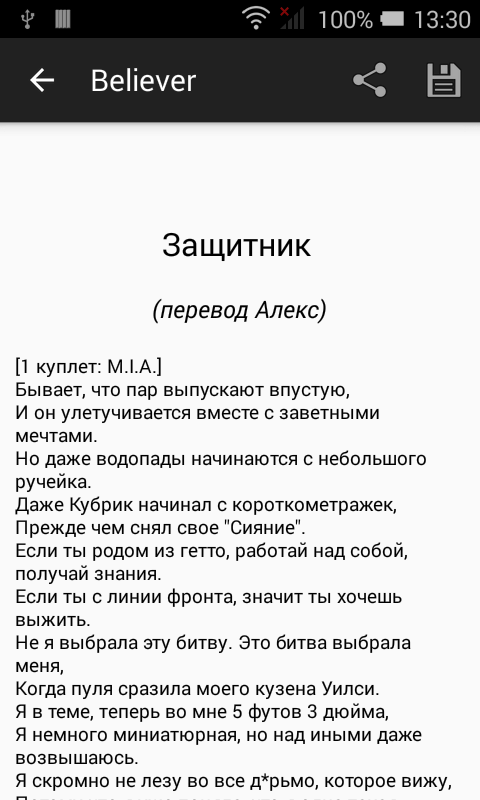 100% 13:30
Believer
Защитник
(перевод Алекс)
[1 куплет: M.I.A.]
Бывает, что пар выпускают впустую,
И он улетучивается вместе с заветными
мечтами.
Но даже водопады начинаются с небольшого
ручейка.
Даже Кубрик начинал с короткометражек,
Прежде чем снял свое "Сияние".
Если ты родом из гетто, работай над собой,
получай знания.
Если ты с линии фронта, значит ты хочешь
выжить.
Не я выбрала эту битву. Это битва выбрала
меня,
Когда пуля сразила моего кузена Уилси.
Я в теме, теперь во мне 5 футов 3 дюйма,
Я немного миниатюрная, но над иными даже
возвышаюсь.
Я скромно не лезу во все д*рьмо, которое вижу,